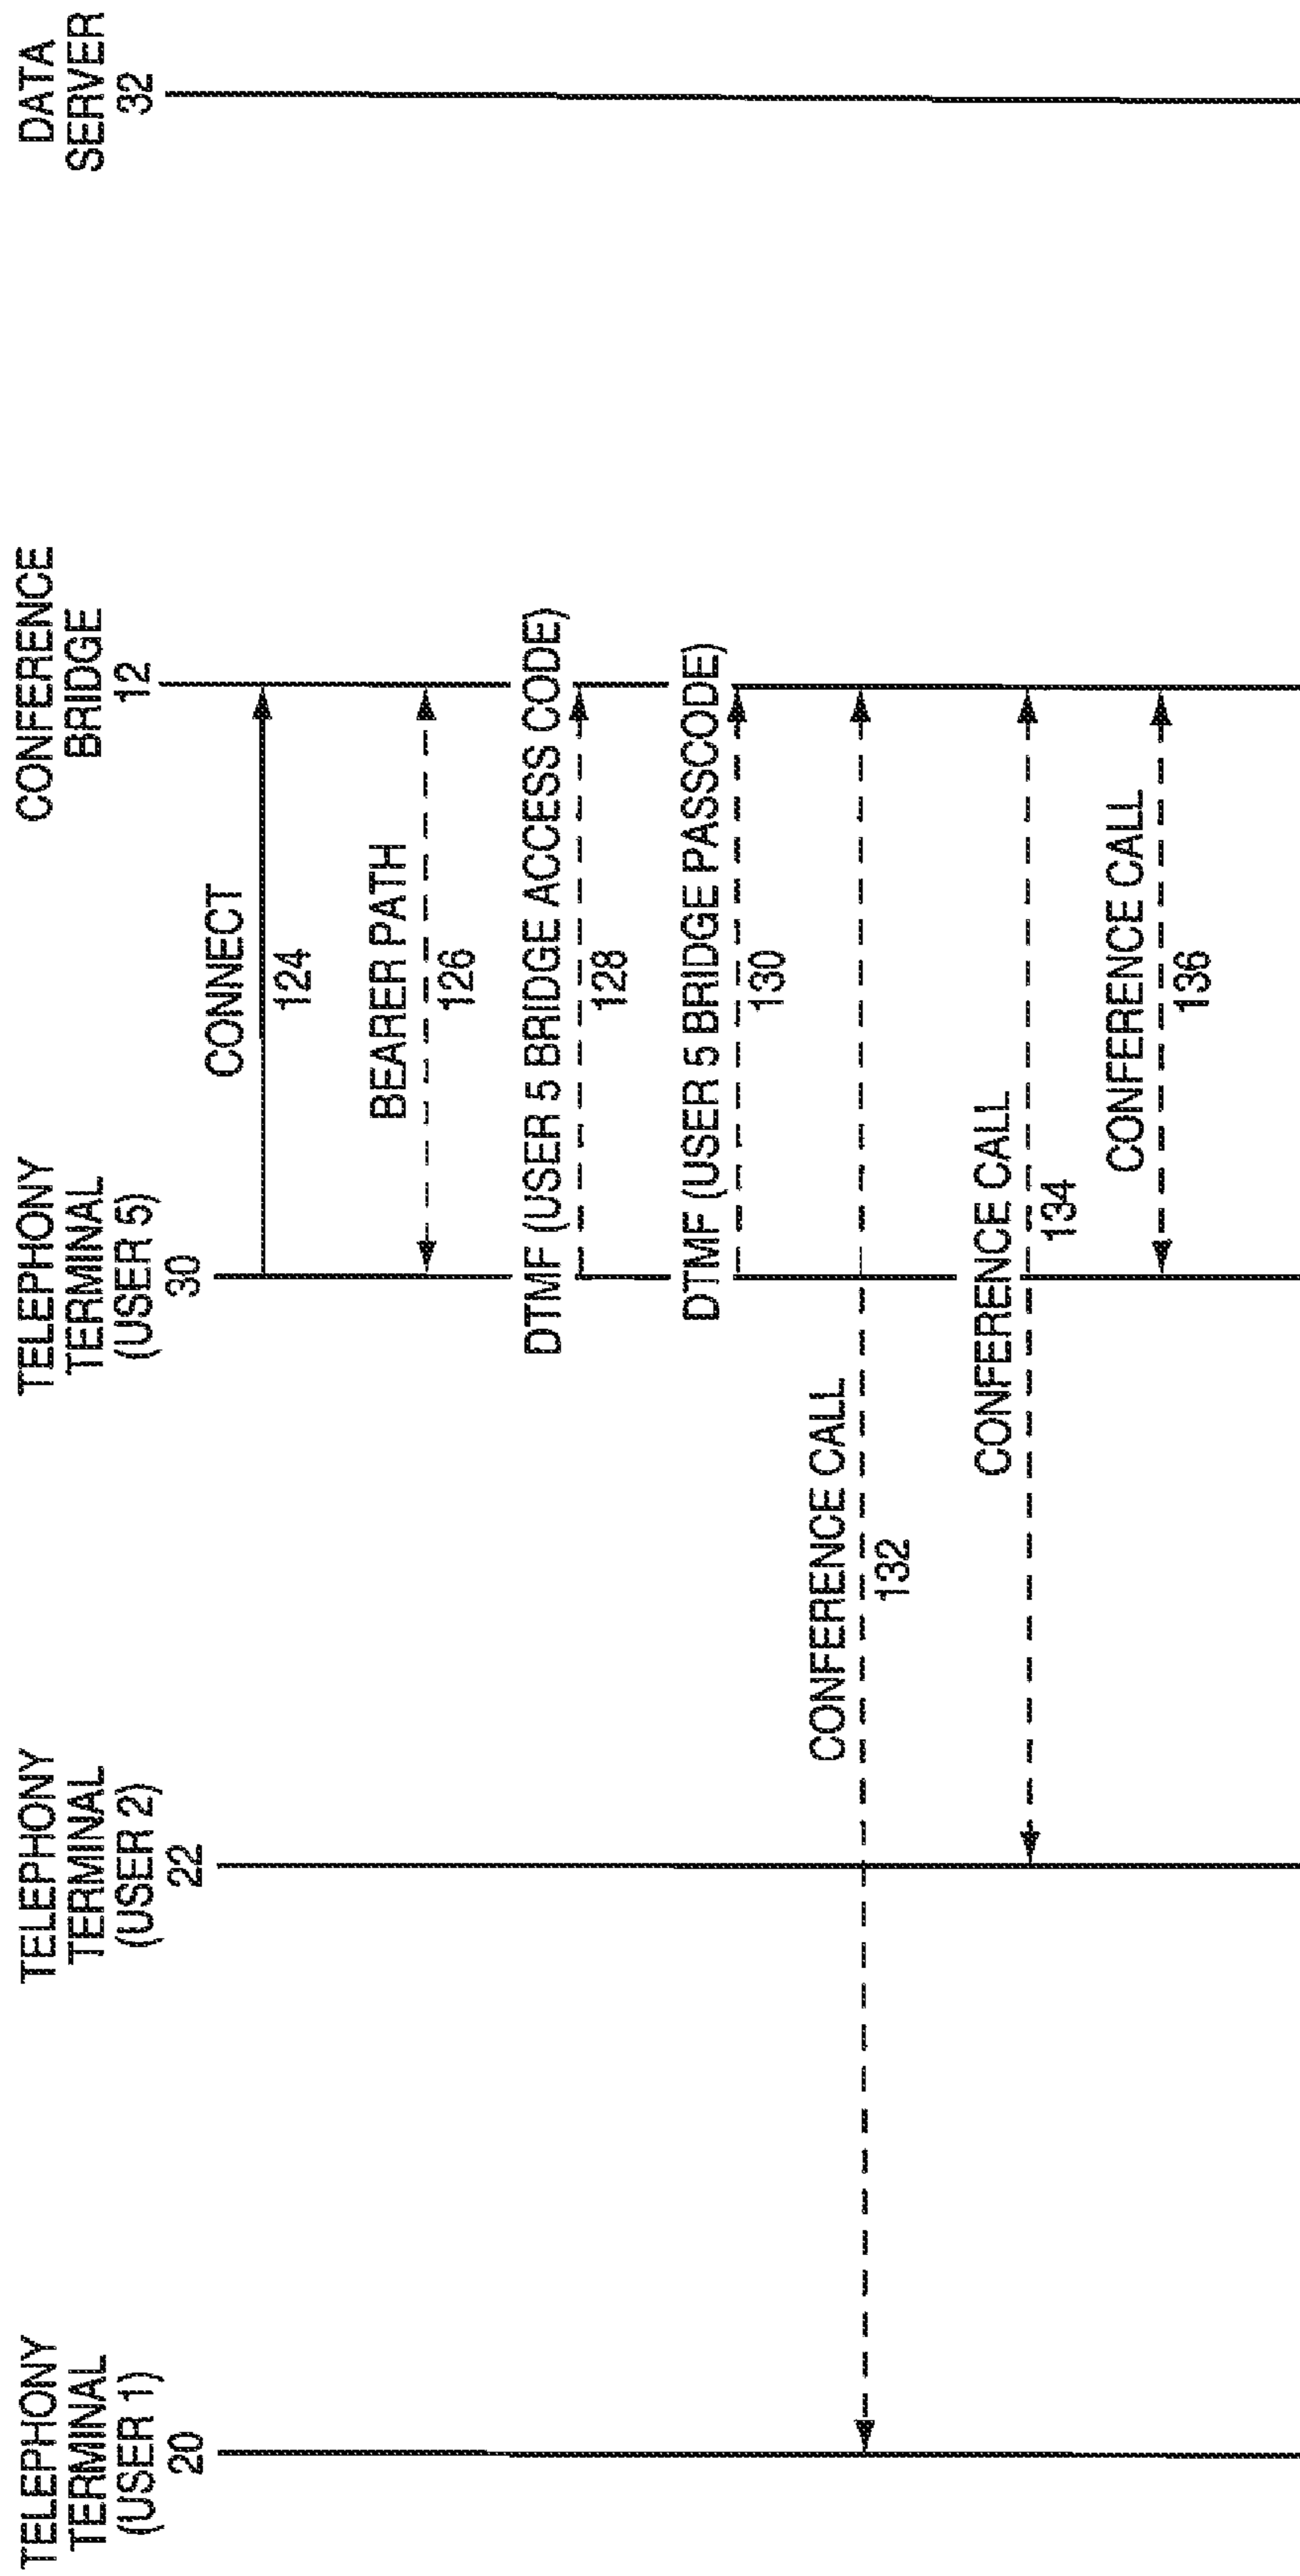 TELEPHONY
TERMINAL
(USER 1)
20
TELEPHONY
TERMINAL
(USER 2)
22
TELEPHONY
TERMINAL
(USER 5)
30
CONFERENCE
BRIDGE
12
DATA
SERVER
32
CONNECT
124
BEARER PATH
126
DTMF (USER 5 BRIDGE ACCESS CODE)
128
DTMF (USER 5 BRIDGE PASSCODE)
130
CONFERENCE CALL
132
CONFERENCE CALL
134
CONFERENCE CALL
136